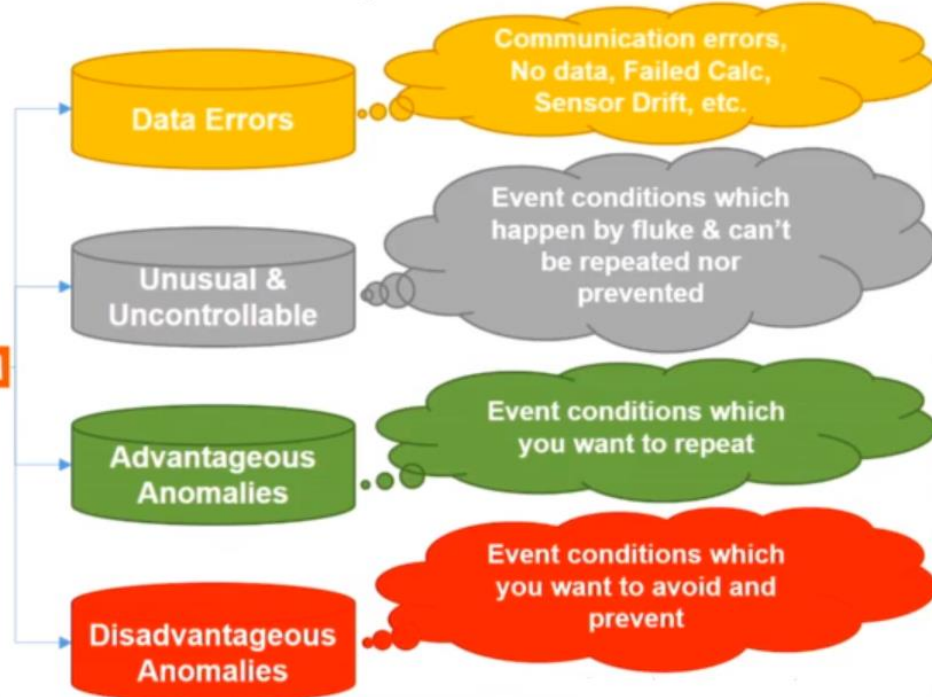 Data Errors
Communication errors,
No data, Failed Calc,
Sensor Drift, etc.
Unusual &
Uncontrollable
Event conditions which
happen by fluke & can't
be repeated nor
prevented
Advantageous
Anomalies
Event conditions which
you want to repeat
Disadvantageous
Anomalies
Event conditions which
you want to avoid and
prevent